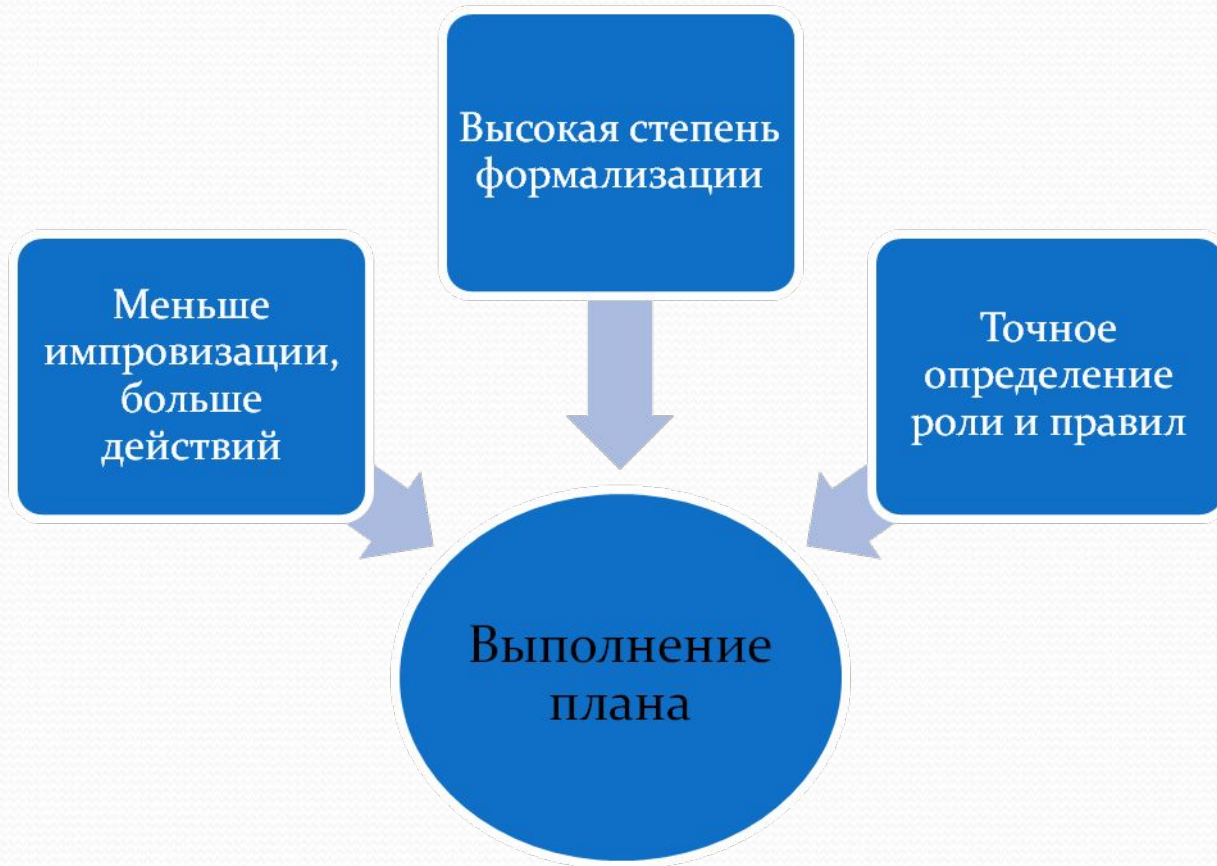 Высокая степень
формализации
Меньше
импровизации,
больше
действий
Точное
определение
роли и правил
Выполнение
плана